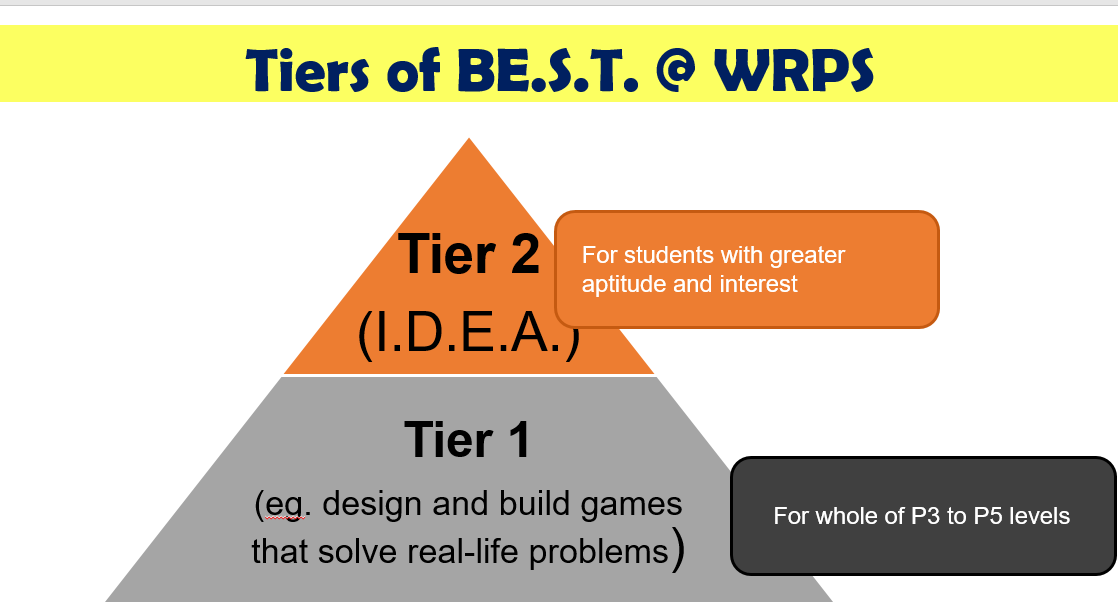 Tiers of BE.S.T. @ WRPS
Tier 2
(I.D.E.A.)
For students with greater
aptitude and interest
Tier 1
(eg. design and build games
that solve real-life problems)
For whole of P3 to P5 levels